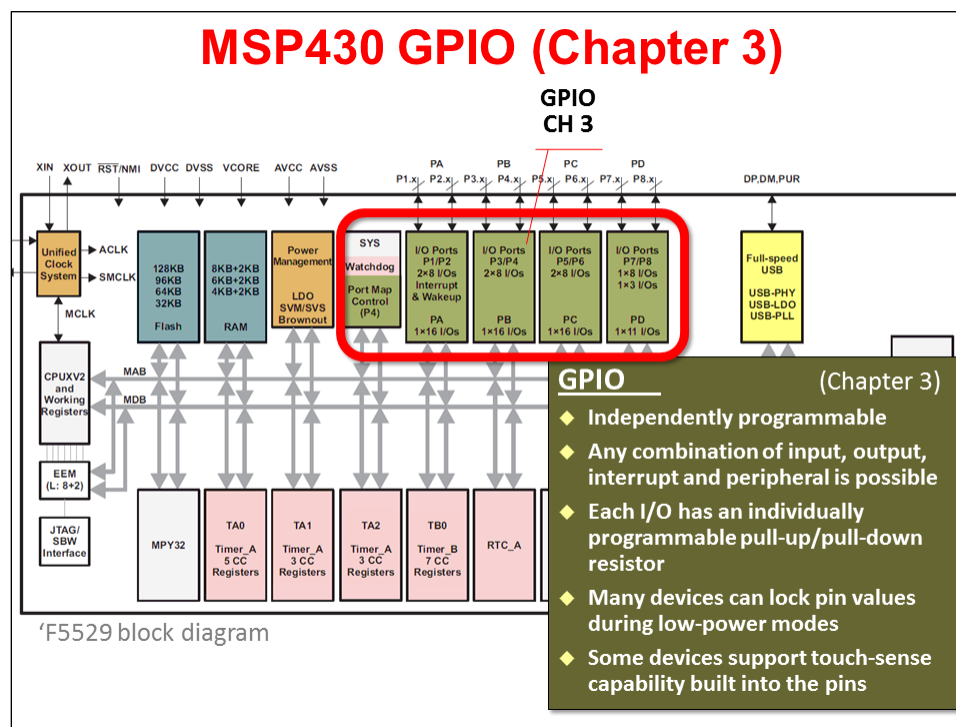 MSP430 GPIO (Chapter 3)
GPIO
CH 3
XIN XOUT RST/NMI DVCC DVSS VCORE AVCC AVSS
PA PB PC PD
P1.x P2.x P3.x P4.x P5.x P6.x P7.x P8.x
DP,DM,PUR
Unified
Clock
System
ACLK
SMCLK
MCLK
128KB
96KB
64KB
32KB
Flash
8KB+2KB
6KB+2KB
4KB+2KB
RAM
Power
Management
LDO
SVM/SVS
Brownout
SYS
Watchdog
Port Map
Control
(P4)
I/O Ports
P1/P2
2×8 I/Os
Interrupt
& Wakeup
PA
1×16 I/Os
I/O Ports
P3/P4
2×8 I/Os
PB
1×16 I/Os
I/O Ports
P5/P6
2×8 I/Os
PC
1×16 I/Os
I/O Ports
P7/P8
1×8 I/Os
1×3 I/Os
PD
1×11 I/Os
Full-speed
USB
USB-PHY
USB-LDO
USB-PLL
CPUXV2
and
Working
Registers
MAB
MDB
EEM
(L: 8+2)
JTAG/
SBW
Interface
MPY32
TA0
Timer_A
5 CC
Registers
TA1
Timer_A
3 CC
Registers
TA2
Timer_A
3 CC
Registers
TB0
Timer_B
7 CC
Registers
RTC_A
GPIO (Chapter 3)
◆ Independently programmable
◆ Any combination of input, output,
interrupt and peripheral is possible
◆ Each I/O has an individually
programmable pull-up/pull-down
resistor
◆ Many devices can lock pin values
during low-power modes
◆ Some devices support touch-sense
capability built into the pins
‘F5529 block diagram